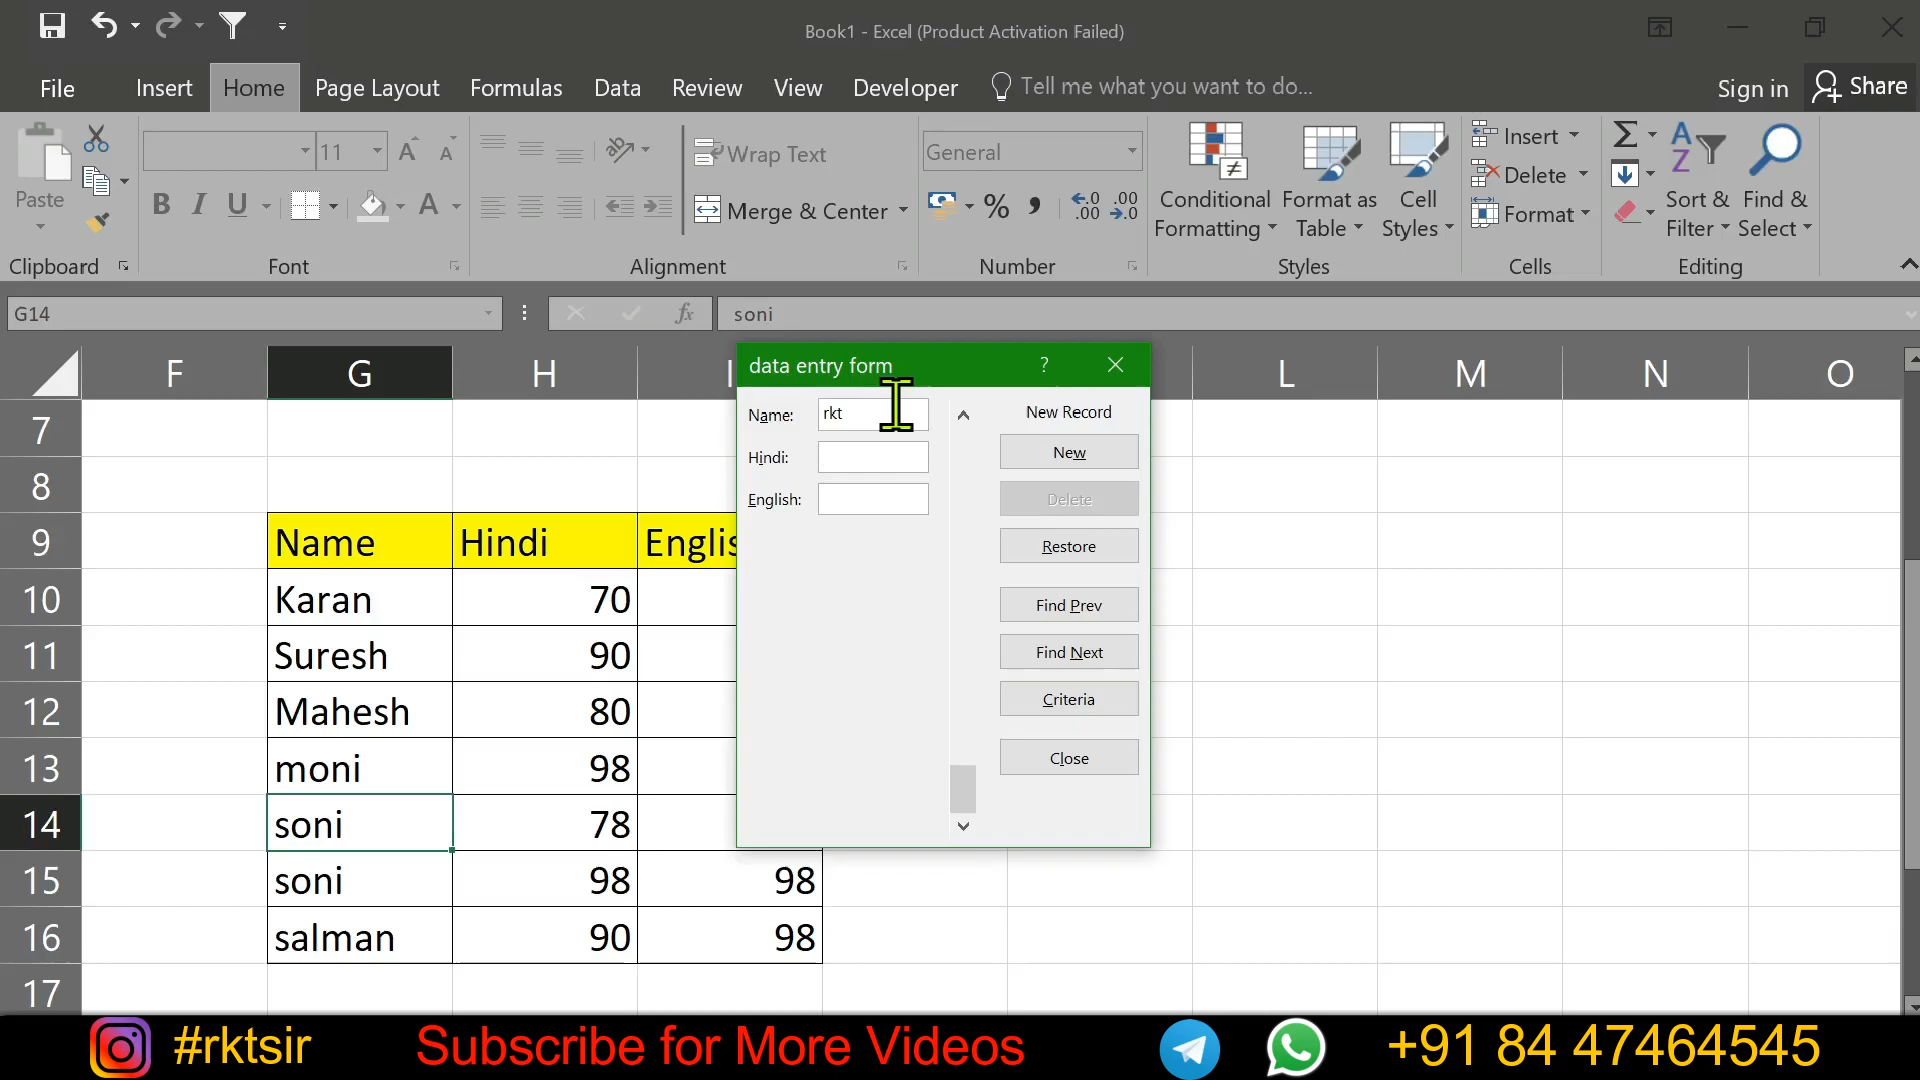 Book1 - Excel (Product Activation Failed)
File Insert Home Page Layout Formulas Data Review View Developer Tell me what you want to do... Sign in Share
Paste
11
Wrap Text
Merge & Center
General
Conditional Formatting
Format as Table
Cell Styles
Insert
Delete
Format
Sort & Filter
Find & Select
Clipboard Font Alignment Number Styles Cells Editing
G14 fx soni
F G H I L M N O
data entry form ?
Name: rkt
Hindi:
English:
New Record
New
Delete
Restore
Find Prev
Find Next
Criteria
Close
7
8
9 Name Hindi Englis
10 Karan 70
11 Suresh 90
12 Mahesh 80
13 moni 98
14 soni 78
15 soni 98 98
16 salman 90 98
17
#rktsir Subscribe for More Videos +91 84 47464545